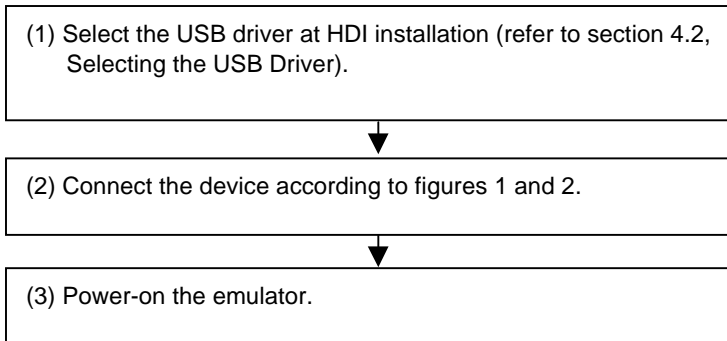 (1) Select the USB driver at HDI installation (refer to section 4.2,
Selecting the USB Driver).
(2) Connect the device according to figures 1 and 2.
(3) Power-on the emulator.